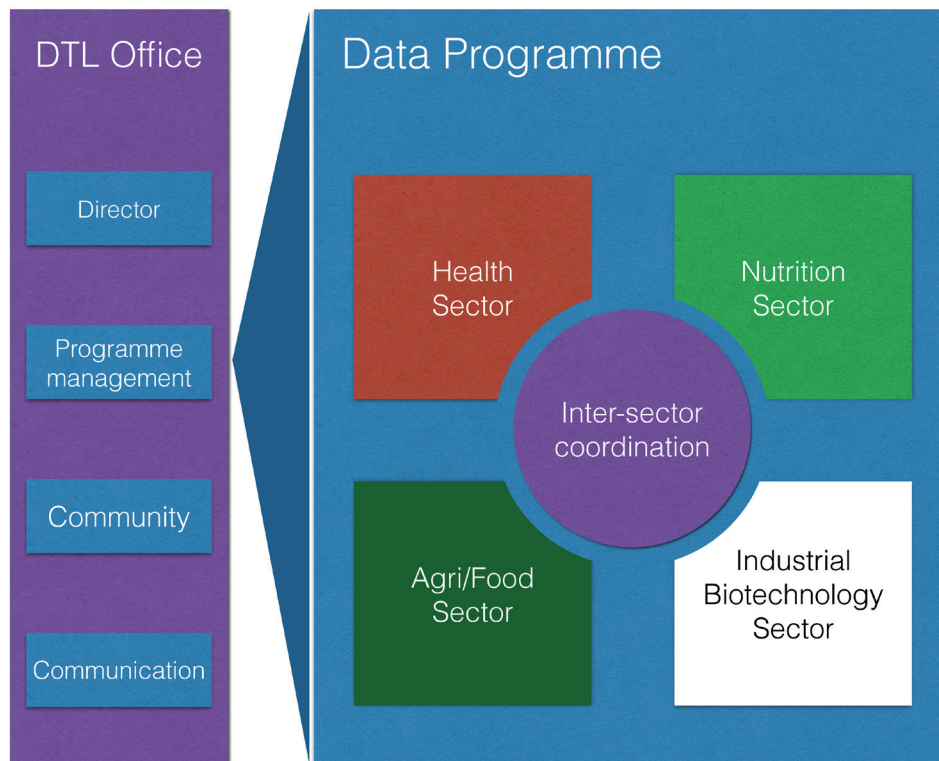 DTL Office
Director
Programme
management
Community
Communication
Data Programme
Health
Sector
Nutrition
Sector
Inter-sector
coordination
Agri/Food
Sector
Industrial
Biotechnology
Sector